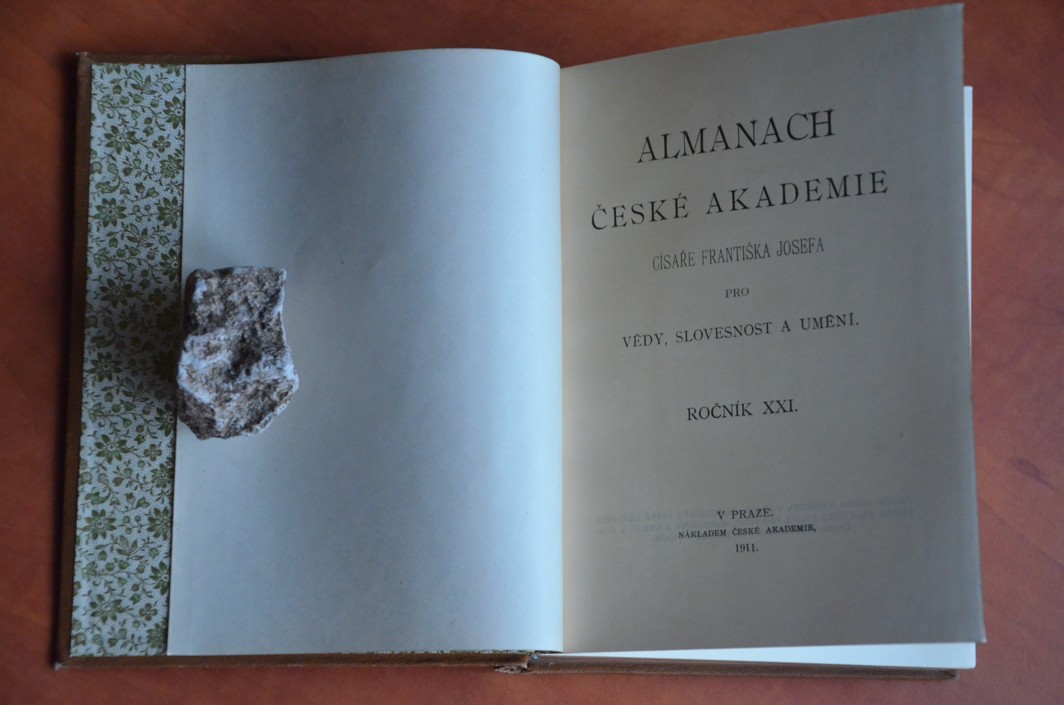 ALMANACH
ČESKÉ AKADEMIE
CÍSAŘE FRANTIŠKA JOSEFA
PRO
VĚDY, SLOVESNOST A UMĚNÍ.
ROČNÍK XXI.
V PRAZE.
NÁKLADEM ČESKÉ AKADEMIE,
1911.